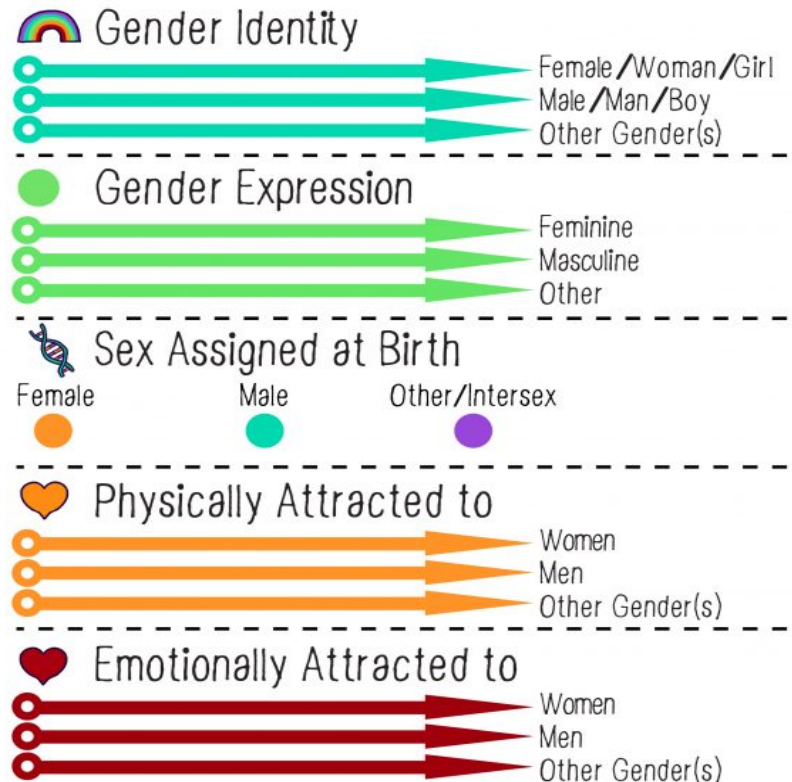 Gender Identity
Female/Woman/Girl
Male/Man/Boy
Other Gender(s)
Gender Expression
Feminine
Masculine
Other
Sex Assigned at Birth
Female Male Other/Intersex
Physically Attracted to
Women
Men
Other Gender(s)
Emotionally Attracted to
Women
Men
Other Gender(s)